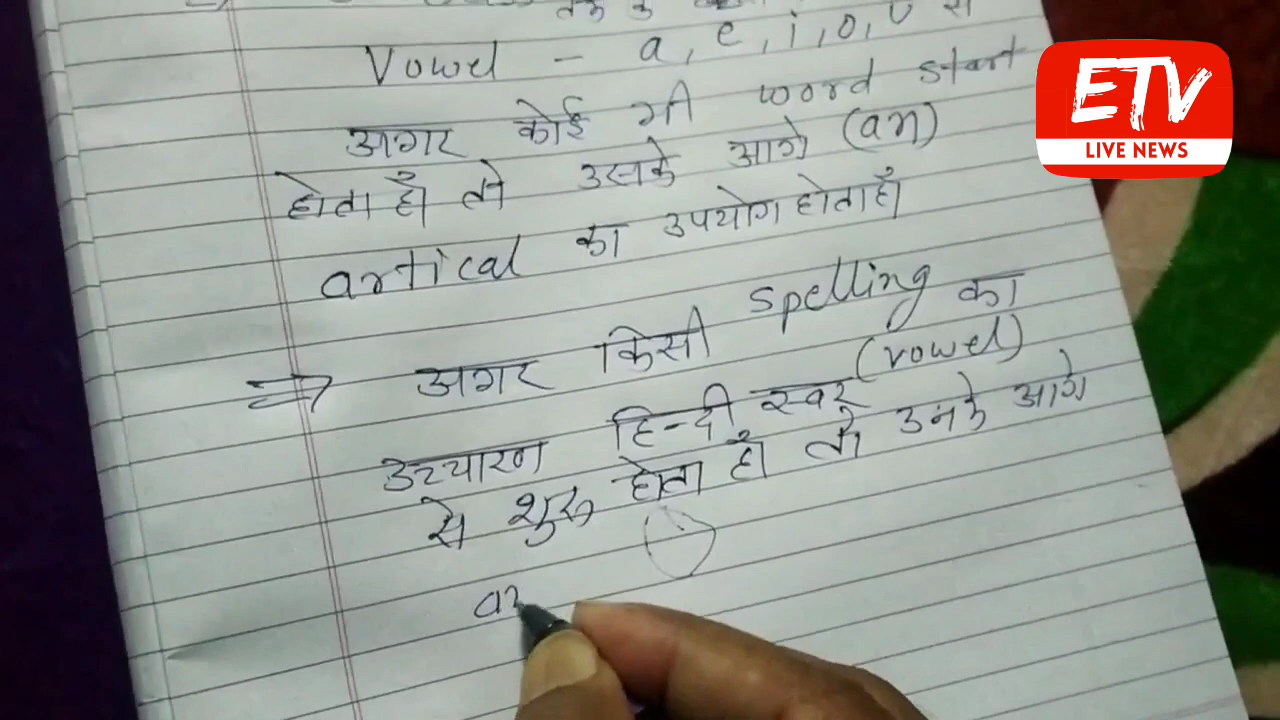 Vowel - a, e, i, o, U से
अगर कोई भी word start
होता हैं तो उसके आगे (an)
artical का उपयोग होता हैं
⇒ अगर किसी spelling का
उच्चारण हिन्दी स्वर (vowel)
से शुरू होता हैं तो उनके आगे
an
ETV
LIVE NEWS